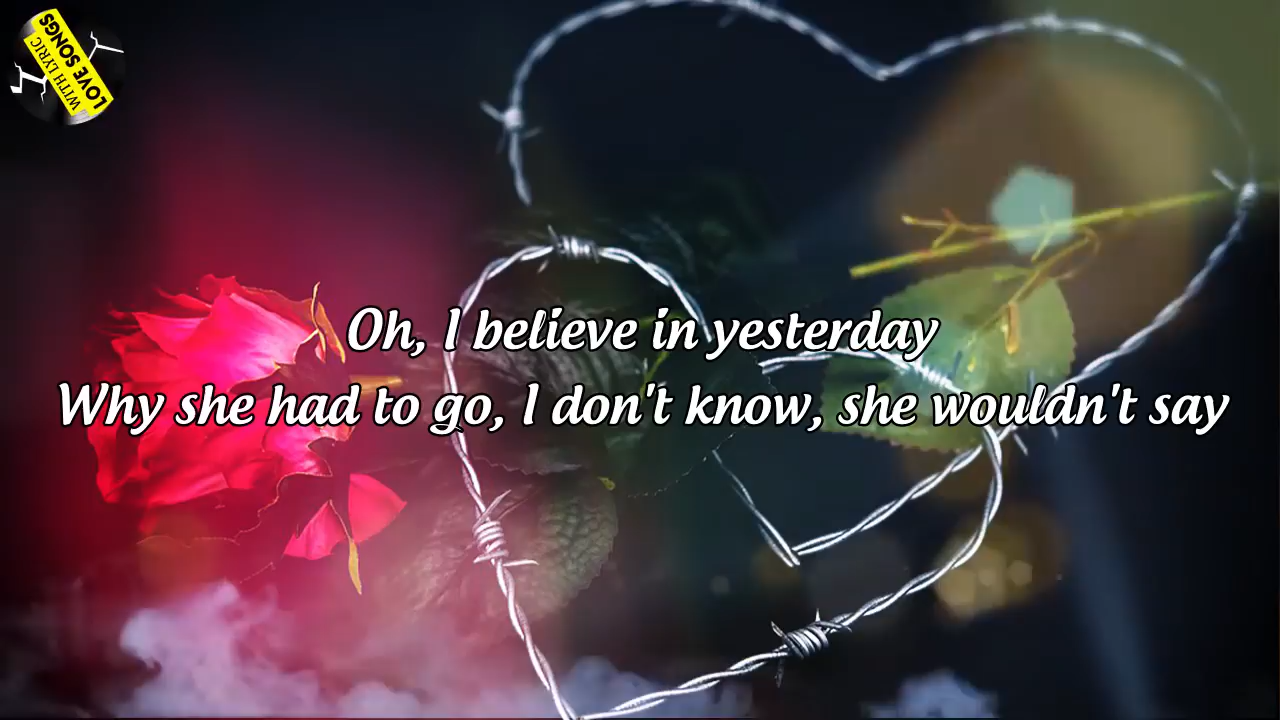 LOVE SONGS
WITH LYRIC
Oh, I believe in yesterday
Why she had to go, I don't know, she wouldn't say